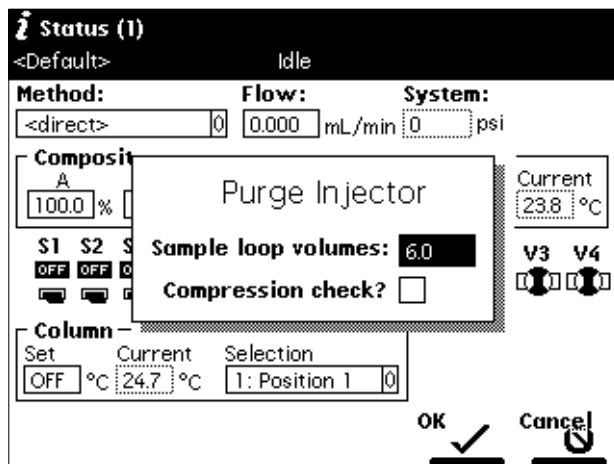 i Status (1)
<Default> Idle
Method: Flow: System:
<direct> 0 0.000 mL/min 0 psi
Composit
A Current
100.0 % 23.8 °C
Purge Injector
Sample loop volumes: 6.0
Compression check?
S1 S2 S V3 V4
OFF OFF
Column
Set Current Selection
OFF °C 24.7 °C 1: Position 1 0
OK Cancel